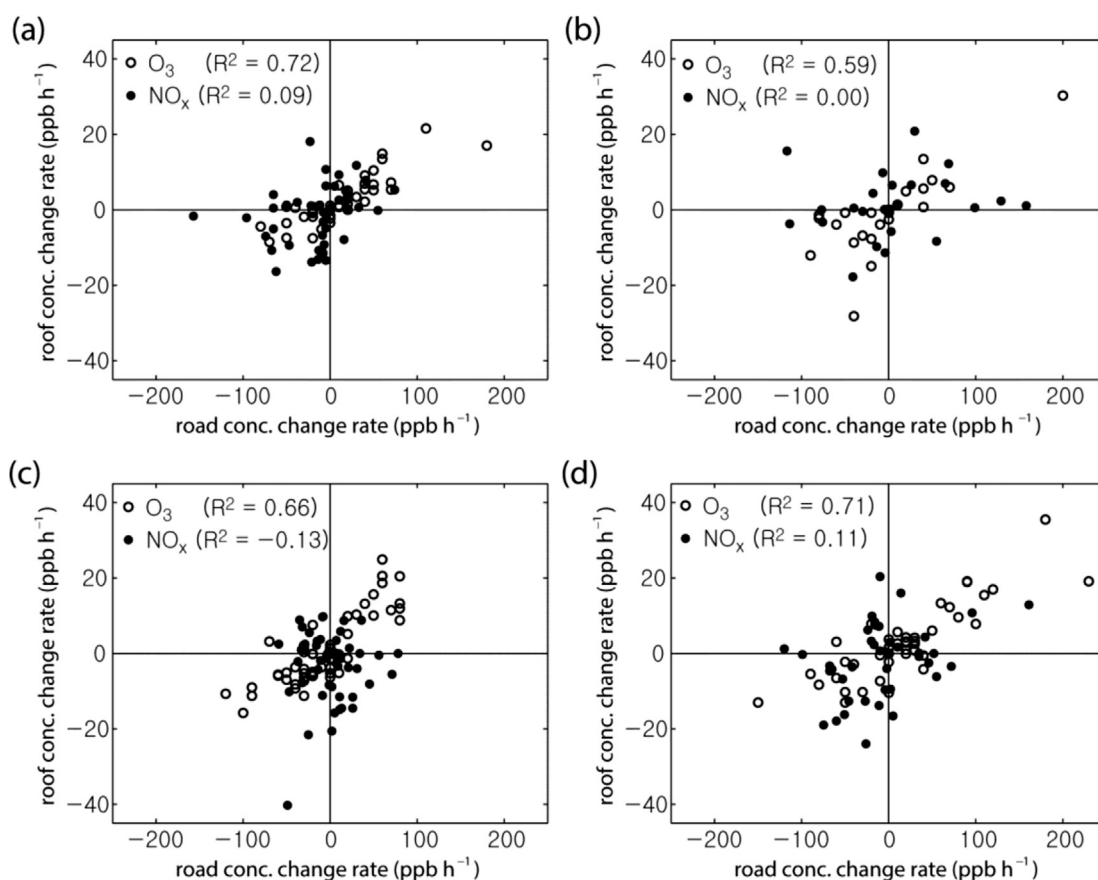 (a)
40
20
0
−20
−40
roof conc. change rate (ppb h⁻¹)
O₃ (R² = 0.72)
NOₓ (R² = 0.09)
−200 −100 0 100 200
road conc. change rate (ppb h⁻¹)
(b)
40
20
0
−20
−40
roof conc. change rate (ppb h⁻¹)
O₃ (R² = 0.59)
NOₓ (R² = 0.00)
−200 −100 0 100 200
road conc. change rate (ppb h⁻¹)
(c)
40
20
0
−20
−40
roof conc. change rate (ppb h⁻¹)
O₃ (R² = 0.66)
NOₓ (R² = −0.13)
−200 −100 0 100 200
road conc. change rate (ppb h⁻¹)
(d)
40
20
0
−20
−40
roof conc. change rate (ppb h⁻¹)
O₃ (R² = 0.71)
NOₓ (R² = 0.11)
−200 −100 0 100 200
road conc. change rate (ppb h⁻¹)